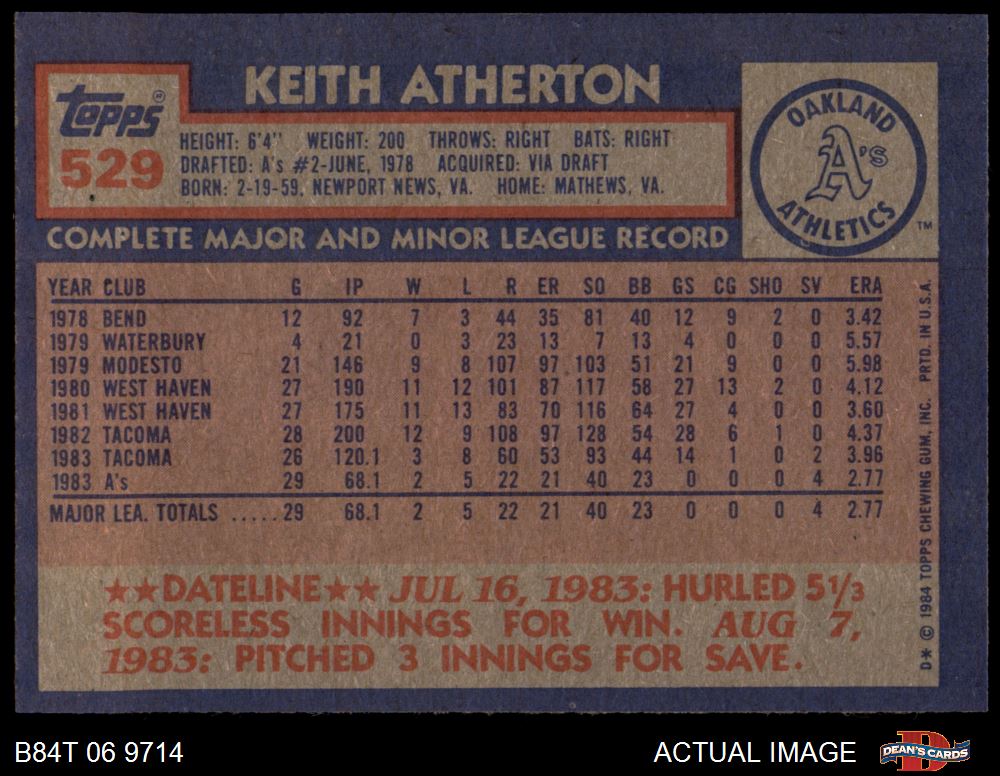 KEITH ATHERTON
topps®
529
HEIGHT: 6'4" WEIGHT: 200 THROWS: RIGHT BATS: RIGHT
DRAFTED: A's #2-JUNE, 1978 ACQUIRED: VIA DRAFT
BORN: 2-19-59, NEWPORT NEWS, VA. HOME: MATHEWS, VA.
OAKLAND
A's
ATHLETICS
TM
COMPLETE MAJOR AND MINOR LEAGUE RECORD
YEAR CLUB G IP W L R ER SO BB GS CG SHO SV ERA
1978 BEND 12 92 7 3 44 35 81 40 12 9 2 0 3.42
1979 WATERBURY 4 21 0 3 23 13 7 13 4 0 0 0 5.57
1979 MODESTO 21 146 9 8 107 97 103 51 21 9 0 0 5.98
1980 WEST HAVEN 27 190 11 12 101 87 117 58 27 13 2 0 4.12
1981 WEST HAVEN 27 175 11 13 83 70 116 64 27 4 0 0 3.60
1982 TACOMA 28 200 12 9 108 97 128 54 28 6 1 0 4.37
1983 TACOMA 26 120.1 3 8 60 53 93 44 14 1 0 2 3.96
1983 A's 29 68.1 2 5 22 21 40 23 0 0 0 4 2.77
MAJOR LEA. TOTALS .....29 68.1 2 5 22 21 40 23 0 0 0 4 2.77
★★DATELINE★★ JUL 16, 1983: HURLED 5⅓
SCORELESS INNINGS FOR WIN. AUG 7,
1983: PITCHED 3 INNINGS FOR SAVE.
D* © 1984 TOPPS CHEWING GUM, INC. PRTD. IN U.S.A.
B84T 06 9714
ACTUAL IMAGE
DEAN'S CARDS